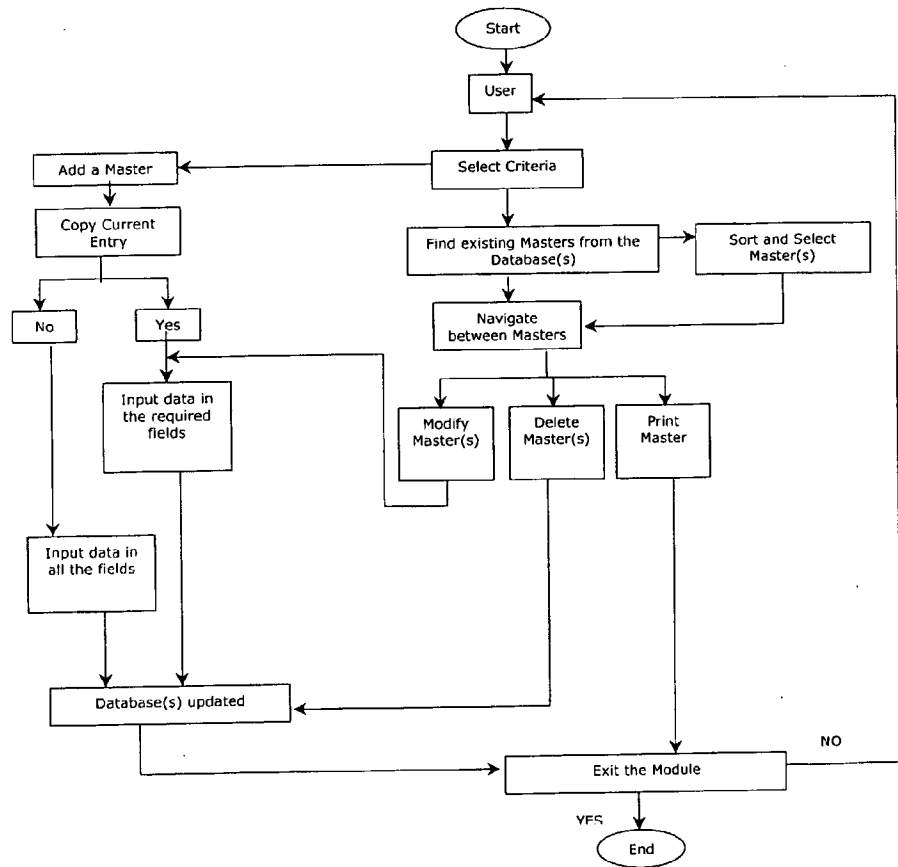 Start
User
Add a Master
Select Criteria
Copy Current
Entry
Find existing Masters from the
Database(s)
Sort and Select
Master(s)
No
Yes
Navigate
between Masters
Input data in
the required
fields
Modify
Master(s)
Delete
Master(s)
Print
Master
Input data in
all the fields
Database(s) updated
Exit the Module
NO
YES
End